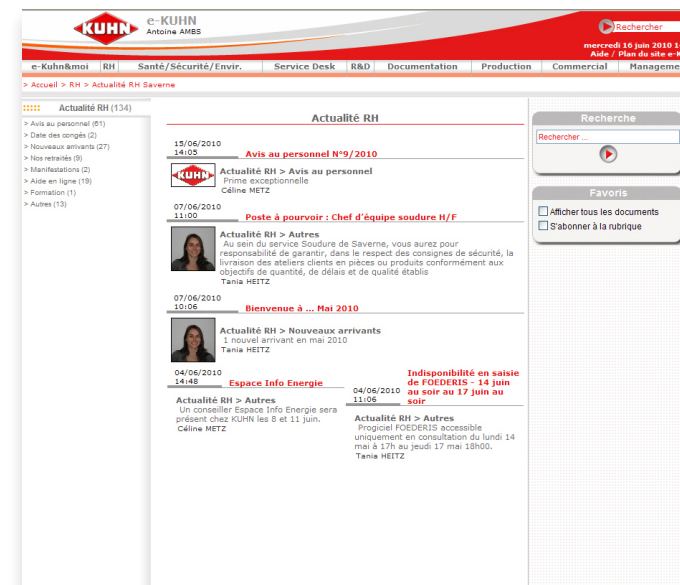 KUHN
e-KUHN
Antoine AMBS
Rechercher
mercredi 16 juin 2010 1
Aide / Plan du site e-K
e-Kuhn&moi RH Santé/Sécurité/Envir. Service Desk R&D Documentation Production Commercial Manageme
> Accueil > RH > Actualité RH Saverne
Actualité RH (134)
> Avis au personnel (61)
> Date des congés (2)
> Nouveaux arrivants (27)
> Nos retraités (9)
> Manifestations (2)
> Aide en ligne (19)
> Formation (1)
> Autres (13)
Actualité RH
15/06/2010
14:05 Avis au personnel N°9/2010
KUHN
Actualité RH > Avis au personnel
Prime exceptionnelle
Céline METZ
07/06/2010
11:00 Poste à pourvoir : Chef d'équipe soudure H/F
Actualité RH > Autres
Au sein du service Soudure de Saverne, vous aurez pour
responsabilité de garantir, dans le respect des consignes de sécurité, la
livraison des ateliers clients en pièces ou produits conformément aux
objectifs de quantité, de délais et de qualité établis
Tania HEITZ
07/06/2010
10:06 Bienvenue à ... Mai 2010
Actualité RH > Nouveaux arrivants
1 nouvel arrivant en mai 2010
Tania HEITZ
04/06/2010
14:48 Espace Info Energie
Actualité RH > Autres
Un conseiller Espace Info Energie sera
présent chez KUHN les 8 et 11 juin.
Céline METZ
Indisponibilité en saisie
de FOEDERIS - 14 juin
04/06/2010 au soir au 17 juin au
11:06 soir
Actualité RH > Autres
Progiciel FOEDERIS accessible
uniquement en consultation du lundi 14
mai à 17h au jeudi 17 mai 18h00.
Tania HEITZ
Recherche
Rechercher ...
Favoris
Afficher tous les documents
S'abonner à la rubrique